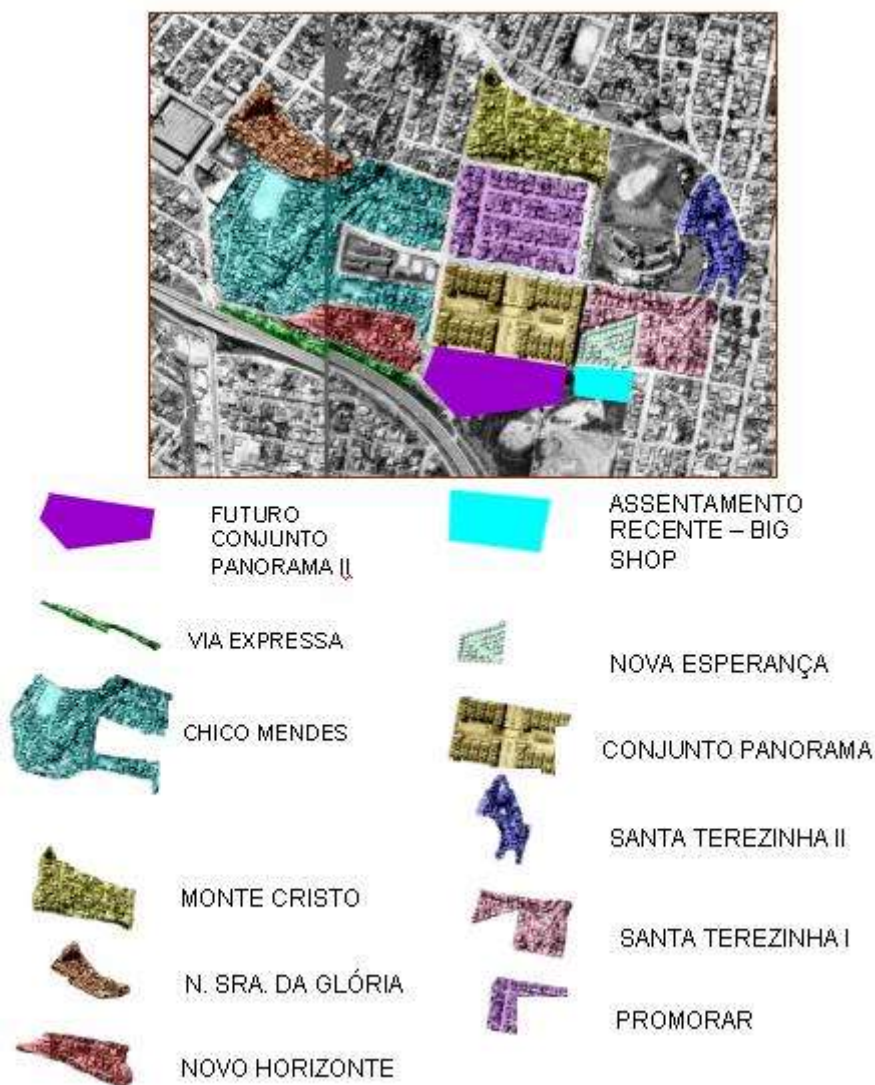 FUTURO
CONJUNTO
PANORAMA II
ASSENTAMENTO
RECENTE – BIG
SHOP
VIA EXPRESSA
NOVA ESPERANÇA
CHICO MENDES
CONJUNTO PANORAMA
SANTA TEREZINHA II
MONTE CRISTO
SANTA TEREZINHA I
N. SRA. DA GLÓRIA
PROMORAR
NOVO HORIZONTE